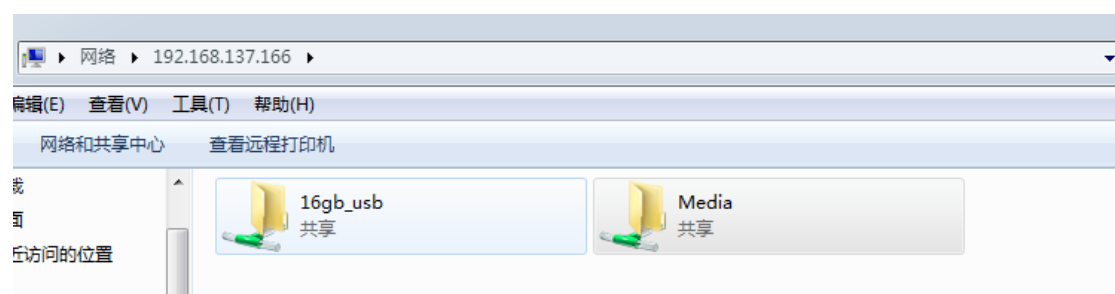 网络 192.168.137.166
编辑(E) 查看(V) 工具(T) 帮助(H)
网络和共享中心 查看远程打印机
16gb_usb
共享
Media
共享
访问的位置